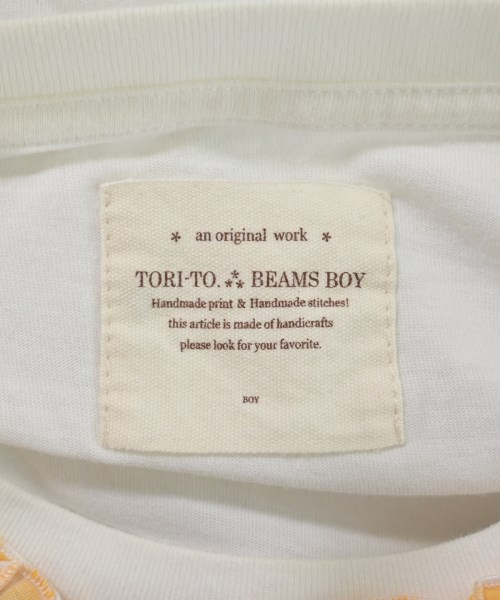 * an original work *
TORI-TO. ⁂ BEAMS BOY
Handmade print & Handmade stitches!
this article is made of handicrafts
please look for your favorite.
BOY